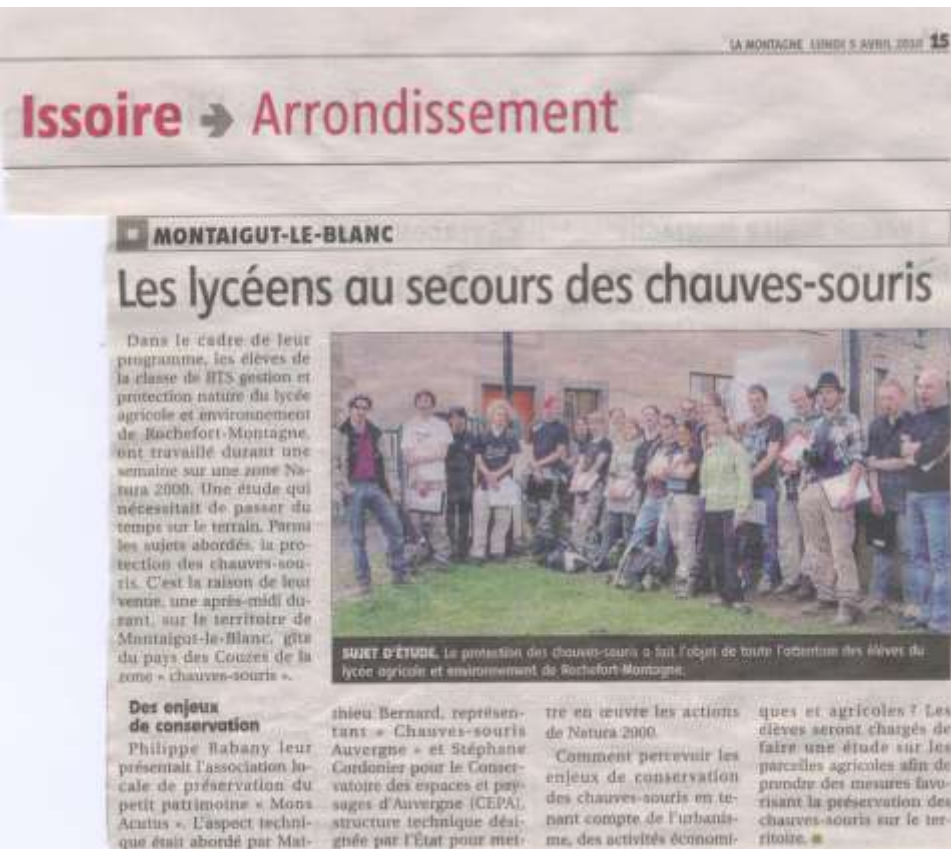 LA MONTAGNE LUNDI 5 AVRIL 2010 15
Issoire → Arrondissement
MONTAIGUT-LE-BLANC
Les lycéens au secours des chauves-souris
Dans le cadre de leur
programme, les élèves de
la classe de BTS gestion et
protection nature du lycée
agricole et environnement
de Rochefort-Montagne,
ont travaillé durant une
semaine sur une zone Na-
tura 2000. Une étude qui
nécessitait de passer du
temps sur le terrain. Parmi
les sujets abordés, la pro-
tection des chauves-sou-
ris. C'est la raison de leur
venue, une après-midi du-
rant, sur le territoire de
Montaigut-le-Blanc, gîte
du pays des Couzes de la
zone « chauves-souris ».
SUJET D'ÉTUDE. La protection des chauves-souris a fait l'objet de toute l'attention des élèves du
lycée agricole et environnement de Rochefort-Montagne.
Des enjeux
de conservation
Philippe Rabany leur
présentait l'association lo-
cale de préservation du
petit patrimoine « Mons
Acutus ». L'aspect techni-
que était abordé par Mat-
thieu Bernard, représen-
tant « Chauves-souris
Auvergne » et Stéphane
Cordonier pour le Conser-
vatoire des espaces et pay-
sages d'Auvergne (CEPA),
structure technique dési-
gnée par l'État pour met-
tre en œuvre les actions
de Natura 2000.
Comment percevoir les
enjeux de conservation
des chauves-souris en te-
nant compte de l'urbanis-
me, des activités économi-
ques et agricoles ? Les
élèves seront chargés de
faire une étude sur les
parcelles agricoles afin de
prendre des mesures favo-
risant la préservation des
chauves-souris sur le ter-
ritoire.